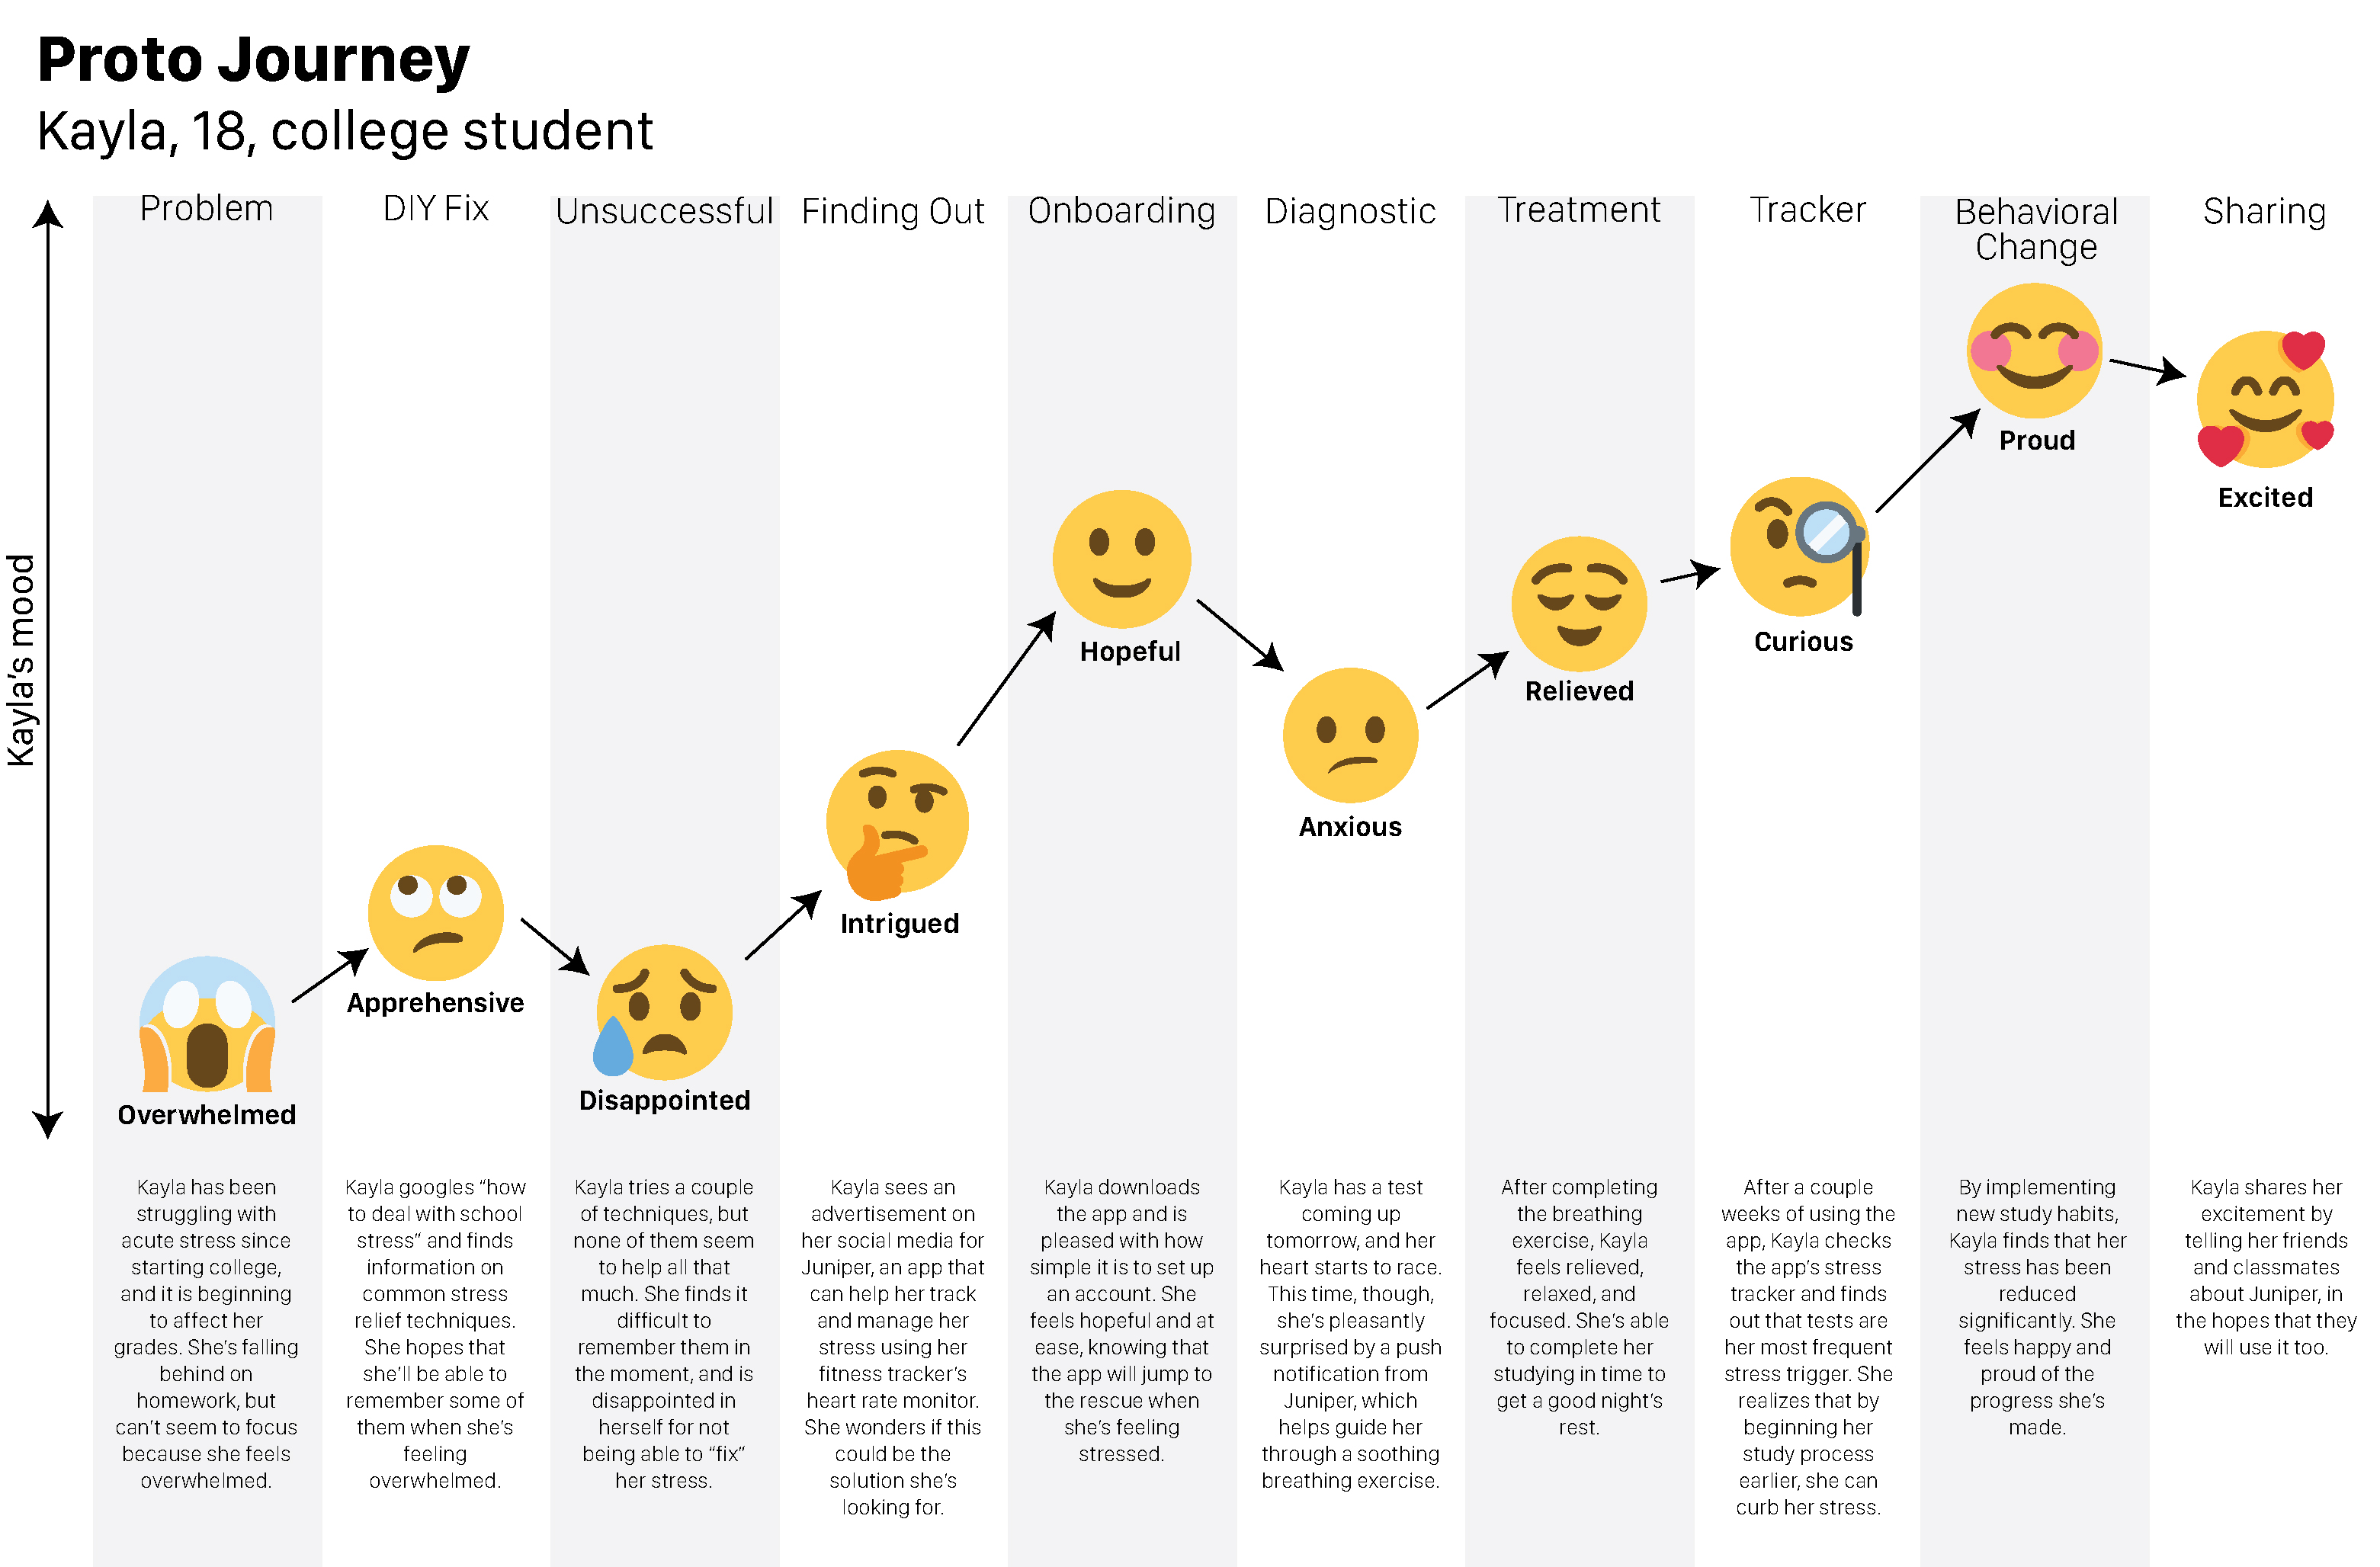 Proto Journey
Kayla, 18, college student
Kayla's mood
Problem
Overwhelmed
Kayla has been
struggling with
acute stress since
starting college,
and it is beginning
to affect her
grades. She's falling
behind on
homework, but
can't seem to focus
because she feels
overwhelmed.
DIY Fix
Apprehensive
Kayla googles “how
to deal with school
stress” and finds
information on
common stress
relief techniques.
She hopes that
she'll be able to
remember some of
them when she's
feeling
overwhelmed.
Unsuccessful
Disappointed
Kayla tries a couple
of techniques, but
none of them seem
to help all that
much. She finds it
difficult to
remember them in
the moment, and is
disappointed in
herself for not
being able to “fix”
her stress.
Finding Out
Intrigued
Kayla sees an
advertisement on
her social media for
Juniper, an app that
can help her track
and manage her
stress using her
fitness tracker's
heart rate monitor.
She wonders if this
could be the
solution she's
looking for.
Onboarding
Hopeful
Kayla downloads
the app and is
pleased with how
simple it is to set up
an account. She
feels hopeful and at
ease, knowing that
the app will jump to
the rescue when
she's feeling
stressed.
Diagnostic
Anxious
Kayla has a test
coming up
tomorrow, and her
heart starts to race.
This time, though,
she's pleasantly
surprised by a push
notification from
Juniper, which
helps guide her
through a soothing
breathing exercise.
Treatment
Relieved
After completing
the breathing
exercise, Kayla
feels relieved,
relaxed, and
focused. She's able
to complete her
studying in time to
get a good night's
rest.
Tracker
Curious
After a couple
weeks of using the
app, Kayla checks
the app's stress
tracker and finds
out that tests are
her most frequent
stress trigger. She
realizes that by
beginning her
study process
earlier, she can
curb her stress.
Behavioral
Change
Proud
By implementing
new study habits,
Kayla finds that her
stress has been
reduced
significantly. She
feels happy and
proud of the
progress she's
made.
Sharing
Excited
Kayla shares her
excitement by
telling her friends
and classmates
about Juniper, in
the hopes that they
will use it too.